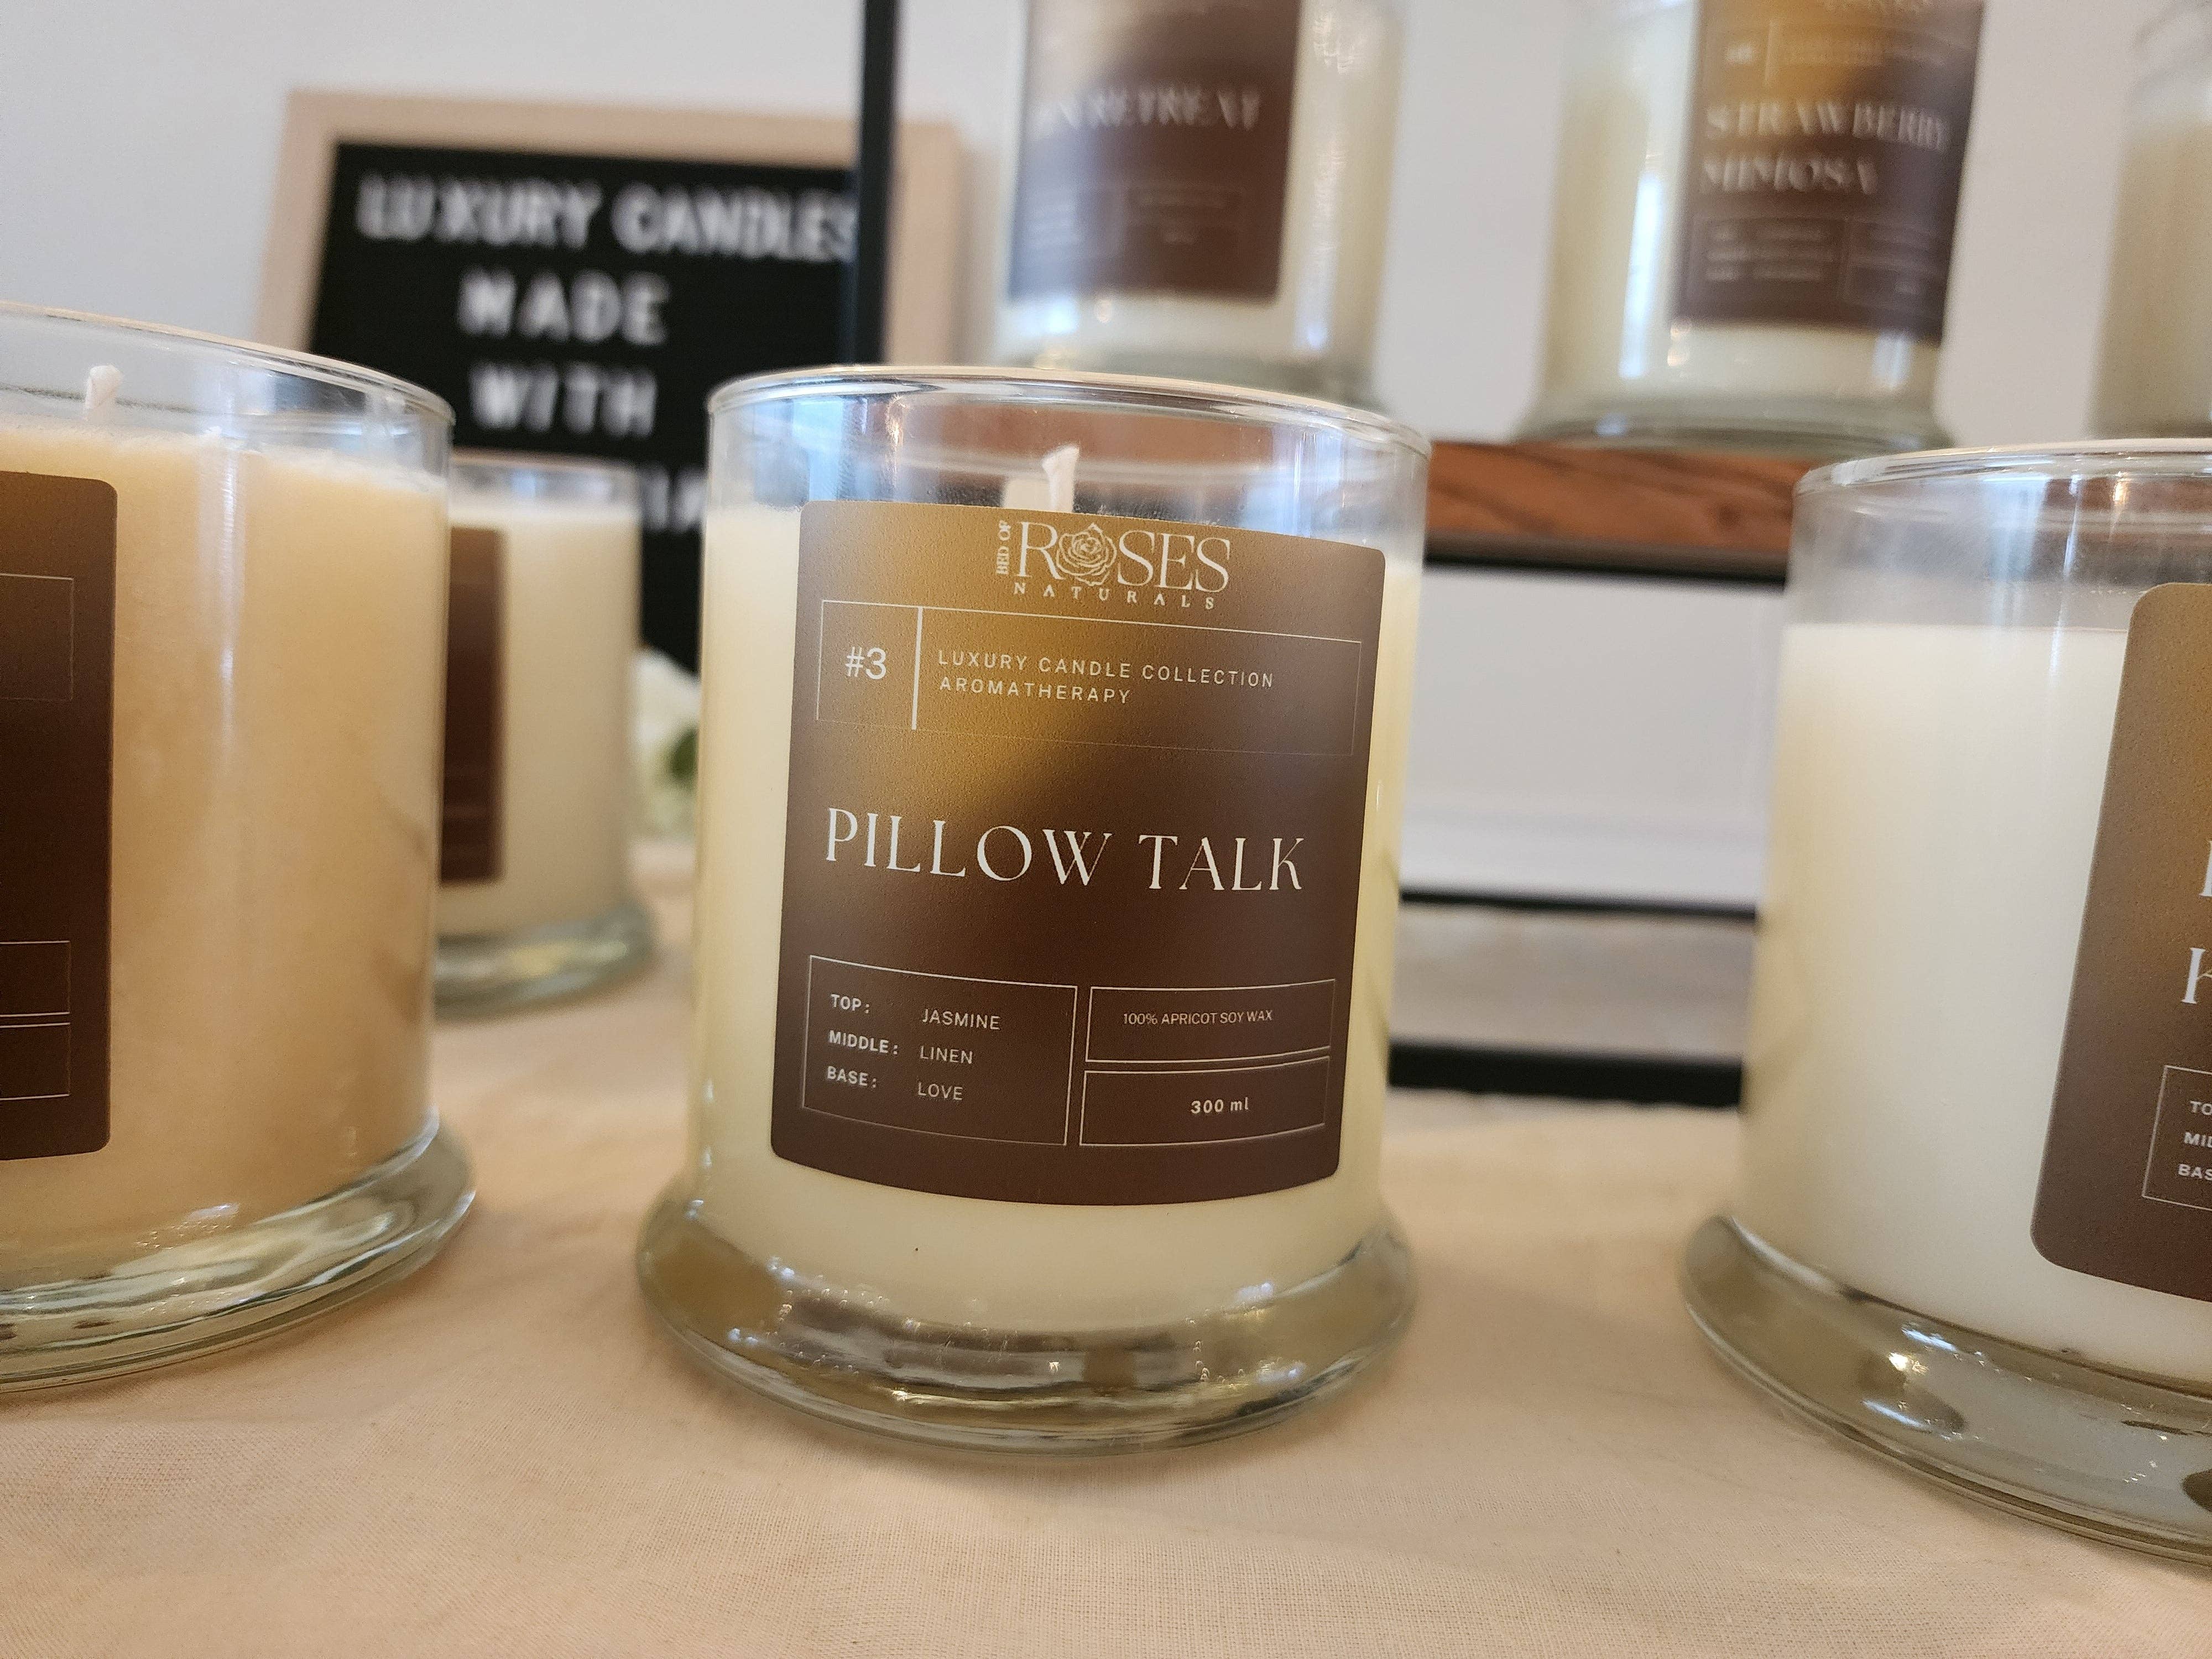 LUXURY CANDLES
MADE
WITH
RETREAT
STRAWBERRY
MIMOSA
BED OF
ROSES
NATURALS
#3
LUXURY CANDLE COLLECTION
AROMATHERAPY
PILLOW TALK
TOP: JASMINE
MIDDLE: LINEN
BASE: LOVE
100% APRICOT SOY WAX
300 ml